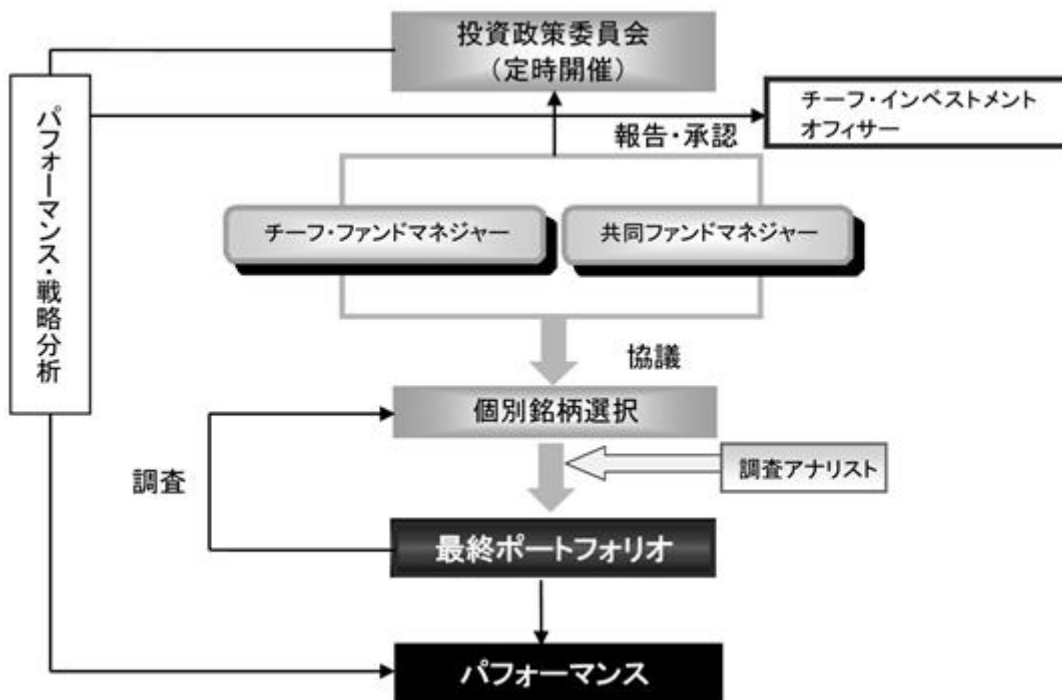 投資政策委員会
（定時開催）
チーフ・インベストメント
オフィサー
報告・承認
パフォーマンス・戦略分析
チーフ・ファンドマネジャー
共同ファンドマネジャー
協議
個別銘柄選択
調査
調査アナリスト
最終ポートフォリオ
パフォーマンス